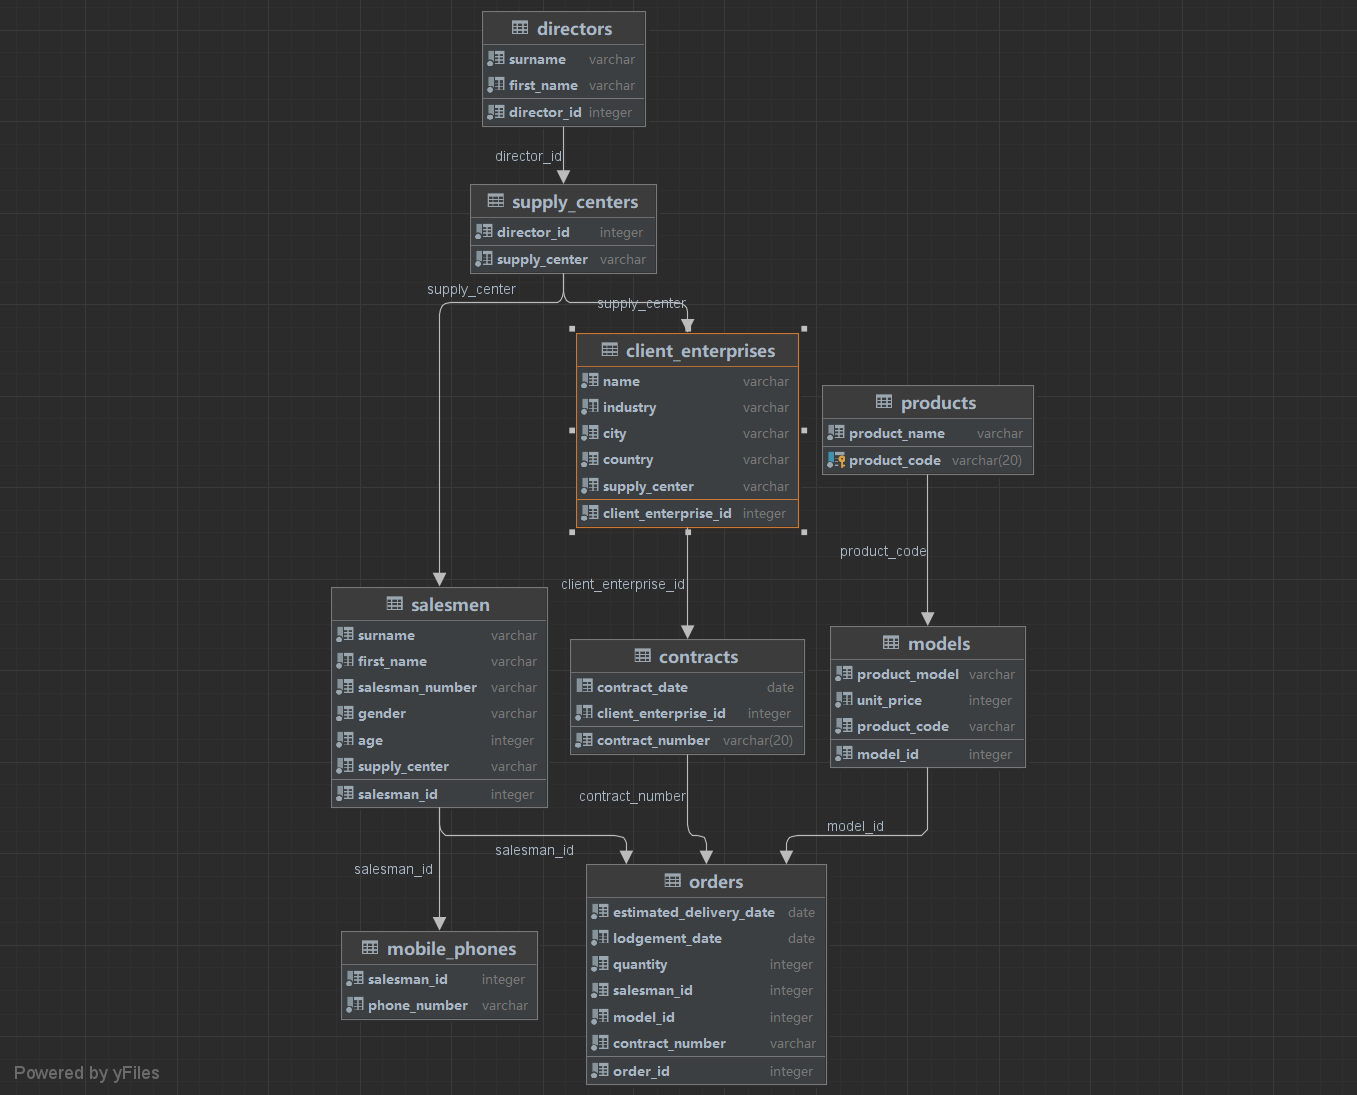 directors
surname varchar
first_name varchar
director_id integer
director_id
supply_centers
director_id integer
supply_center varchar
supply_center
supply_center
client_enterprises
name varchar
industry varchar
city varchar
country varchar
supply_center varchar
client_enterprise_id integer
products
product_name varchar
product_code varchar(20)
client_enterprise_id
product_code
salesmen
surname varchar
first_name varchar
salesman_number varchar
gender varchar
age integer
supply_center varchar
salesman_id integer
contracts
contract_date date
client_enterprise_id integer
contract_number varchar(20)
models
product_model varchar
unit_price integer
product_code varchar
model_id integer
contract_number
model_id
salesman_id
salesman_id
orders
estimated_delivery_date date
lodgement_date date
quantity integer
salesman_id integer
model_id integer
contract_number varchar
order_id integer
mobile_phones
salesman_id integer
phone_number varchar
Powered by yFiles